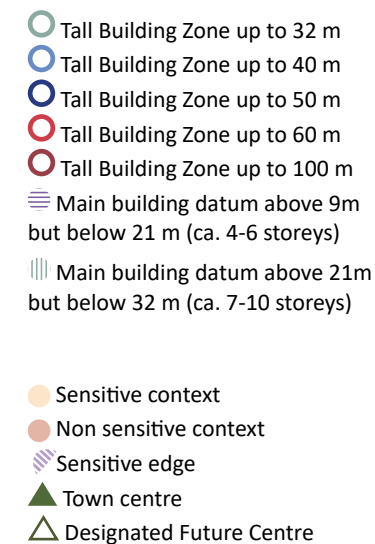 Tall Building Zone up to 32 m
Tall Building Zone up to 40 m
Tall Building Zone up to 50 m
Tall Building Zone up to 60 m
Tall Building Zone up to 100 m
Main building datum above 9m
but below 21 m (ca. 4-6 storeys)
Main building datum above 21m
but below 32 m (ca. 7-10 storeys)
Sensitive context
Non sensitive context
Sensitive edge
Town centre
Designated Future Centre